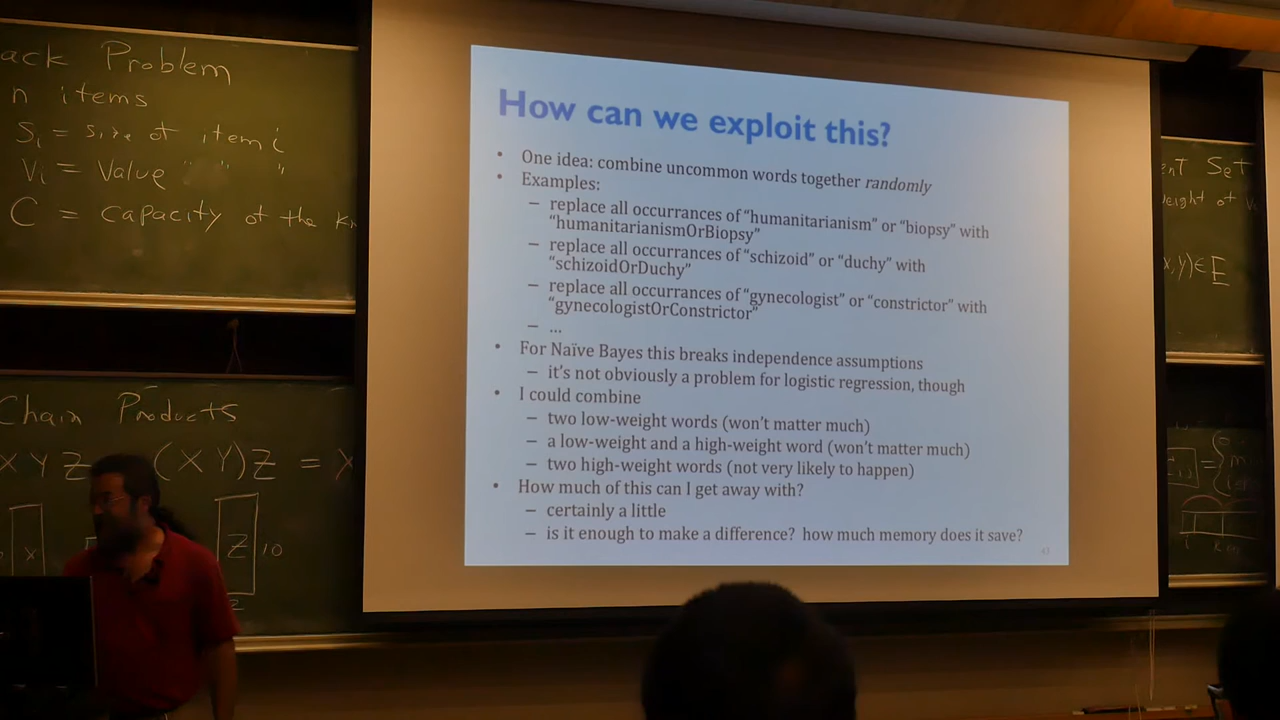 ack Problem
n items
Si = size of item i
Vi = Value " " "
C = capacity of the Kn
Chain Products
X Y Z (X Y) Z = X
X
Z 10
2
How can we exploit this?
• One idea: combine uncommon words together randomly
• Examples:
– replace all occurrances of “humanitarianism” or “biopsy” with
“humanitarianismOrBiopsy”
– replace all occurrances of “schizoid” or “duchy” with
“schizoidOrDuchy”
– replace all occurrances of “gynecologist” or “constrictor” with
“gynecologistOrConstrictor”
– …
• For Naïve Bayes this breaks independence assumptions
– it’s not obviously a problem for logistic regression, though
• I could combine
– two low-weight words (won’t matter much)
– a low-weight and a high-weight word (won’t matter much)
– two high-weight words (not very likely to happen)
• How much of this can I get away with?
– certainly a little
– is it enough to make a difference? how much memory does it save?
43
ent Set
eight of V
x,y)∈E